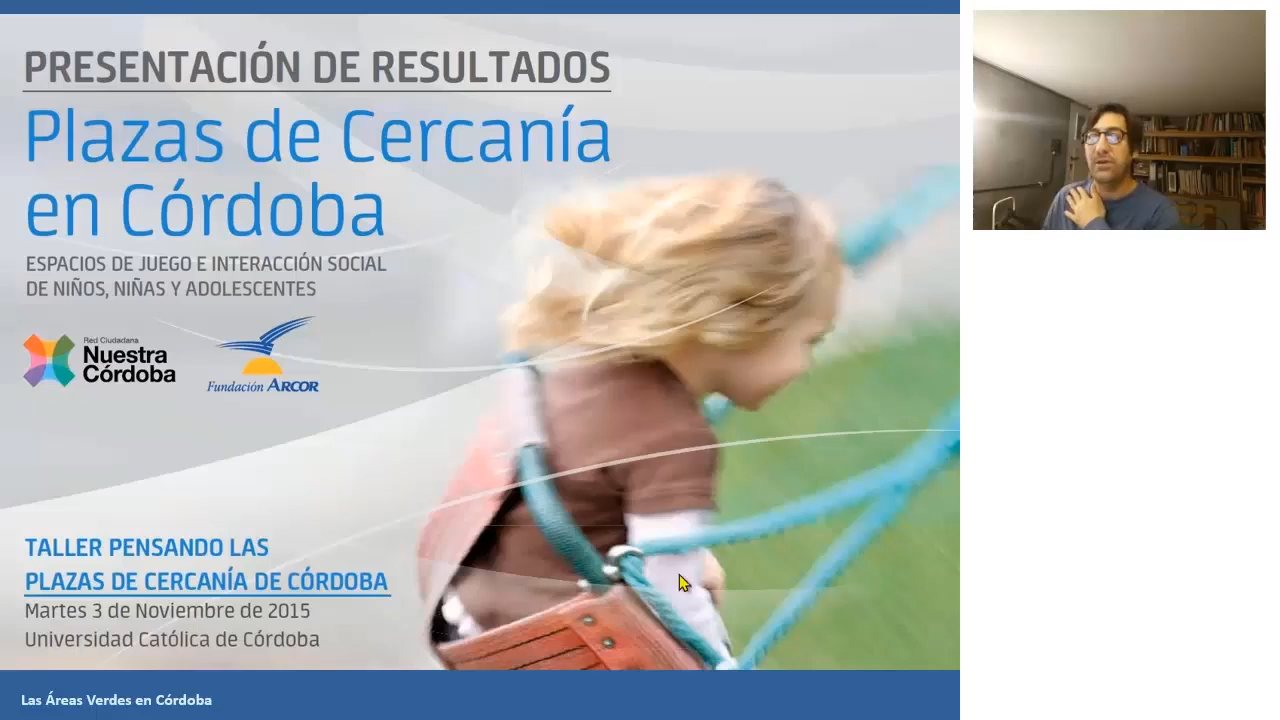 PRESENTACIÓN DE RESULTADOS
Plazas de Cercanía
en Córdoba
ESPACIOS DE JUEGO E INTERACCIÓN SOCIAL
DE NIÑOS, NIÑAS Y ADOLESCENTES
Red Ciudadana
Nuestra
Córdoba
Fundación ARCOR
TALLER PENSANDO LAS
PLAZAS DE CERCANÍA DE CÓRDOBA
Martes 3 de Noviembre de 2015
Universidad Católica de Córdoba
Las Áreas Verdes en Córdoba